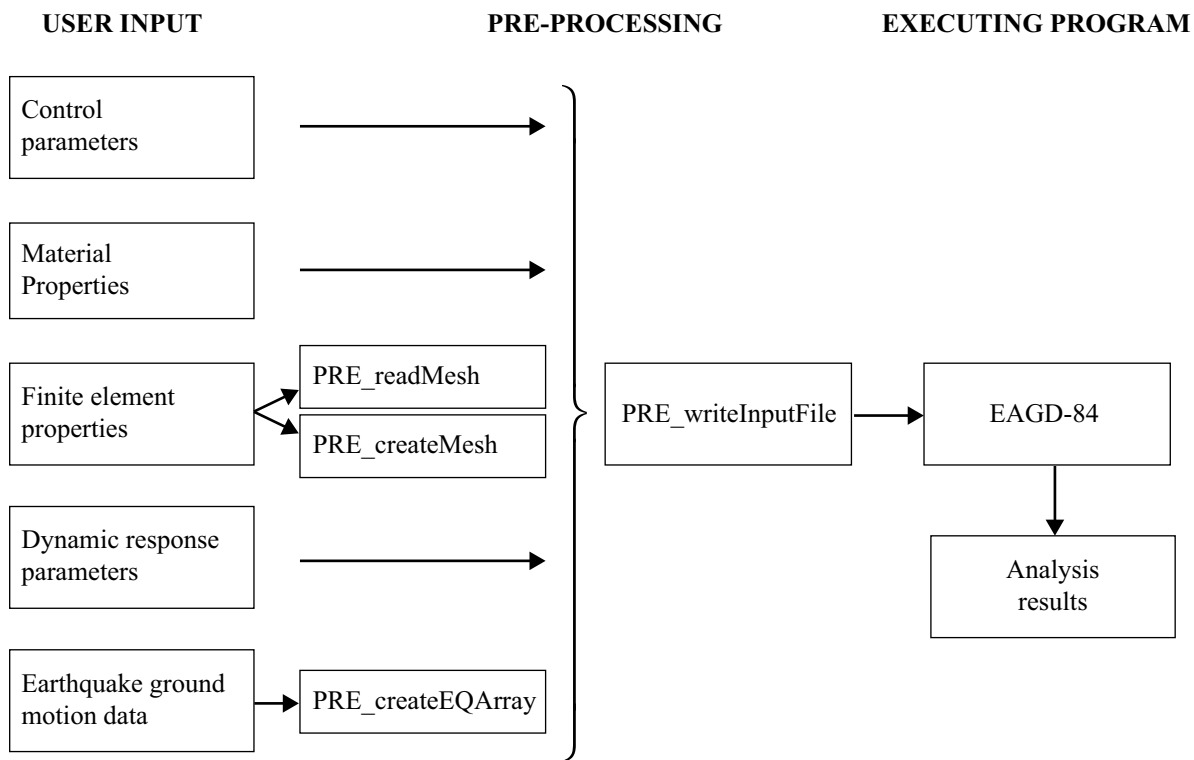 USER INPUT
PRE-PROCESSING
EXECUTING PROGRAM
Control
parameters
Material
Properties
Finite element
properties
PRE_readMesh
PRE_createMesh
PRE_writeInputFile
EAGD-84
Dynamic response
parameters
Analysis
results
Earthquake ground
motion data
PRE_createEQArray